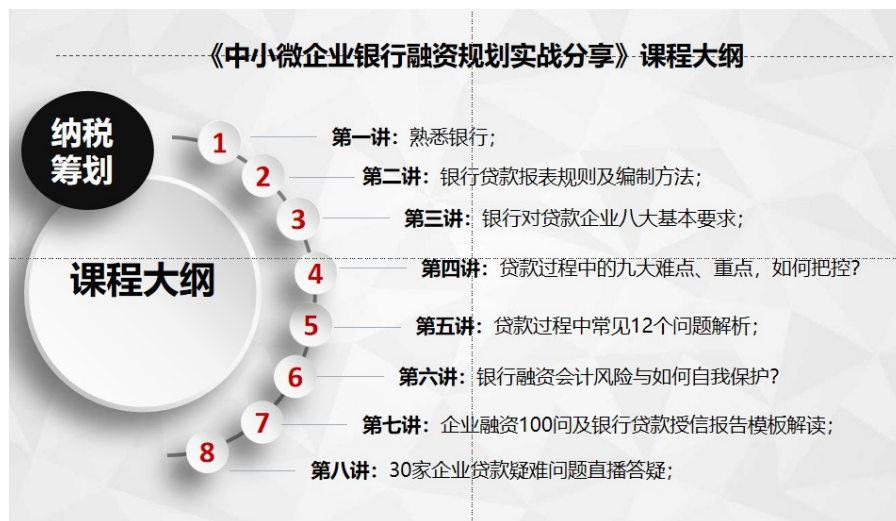 《中小微企业银行融资规划实战分享》课程大纲
纳税
筹划
课程大纲
1 第一讲：熟悉银行；
2 第二讲：银行贷款报表规则及编制方法；
3 第三讲：银行对贷款企业八大基本要求；
4 第四讲：贷款过程中的九大难点、重点，如何把控？
5 第五讲：贷款过程中常见12个问题解析；
6 第六讲：银行融资会计风险与如何自我保护？
7 第七讲：企业融资100问及银行贷款授信报告模板解读；
8 第八讲：30家企业贷款疑难问题直播答疑；